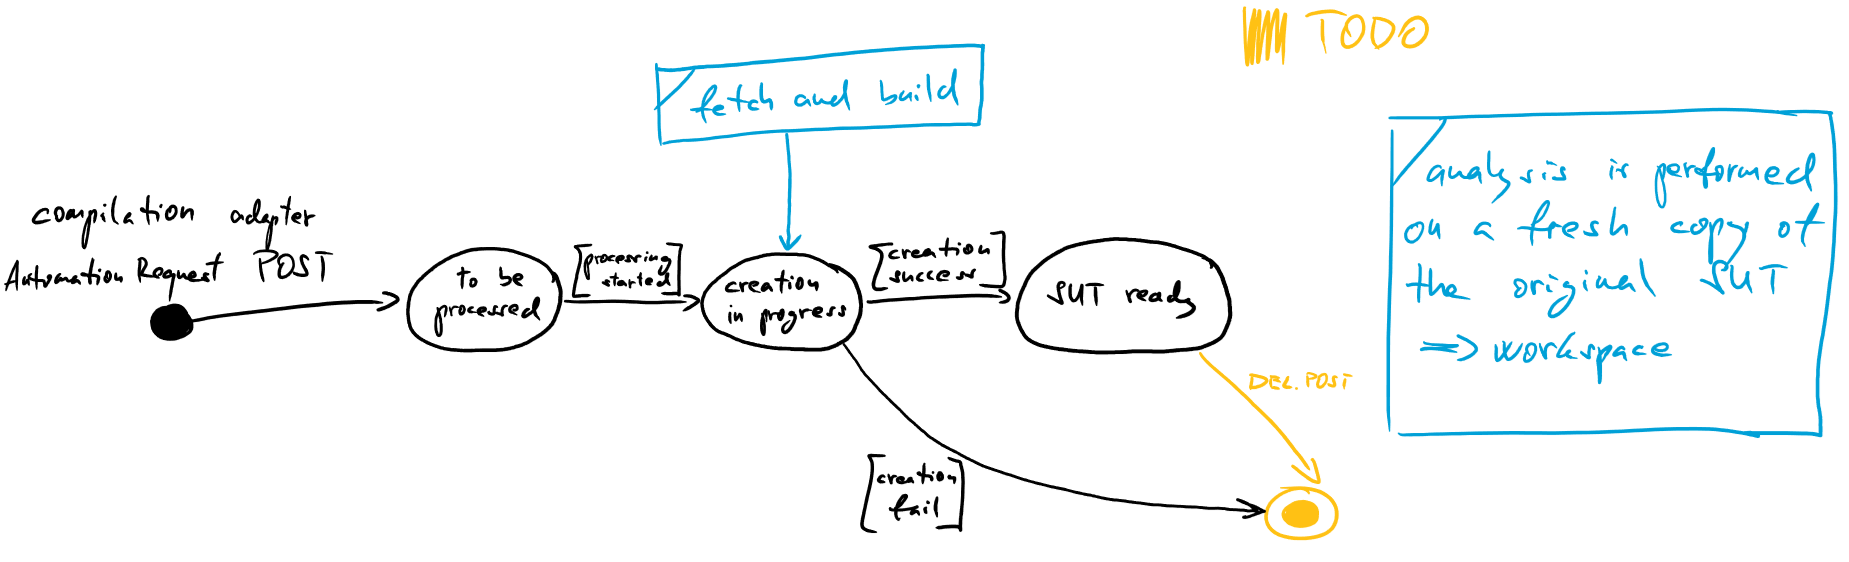 TODO
fetch and build
analysis is performed
on a fresh copy of
the original SUT
=> workspace
compilation adapter
Automation Request POST
to be
processed
[processing
started]
creation
in progress
[creation
success]
SUT ready
DEL. POST
[creation
fail]